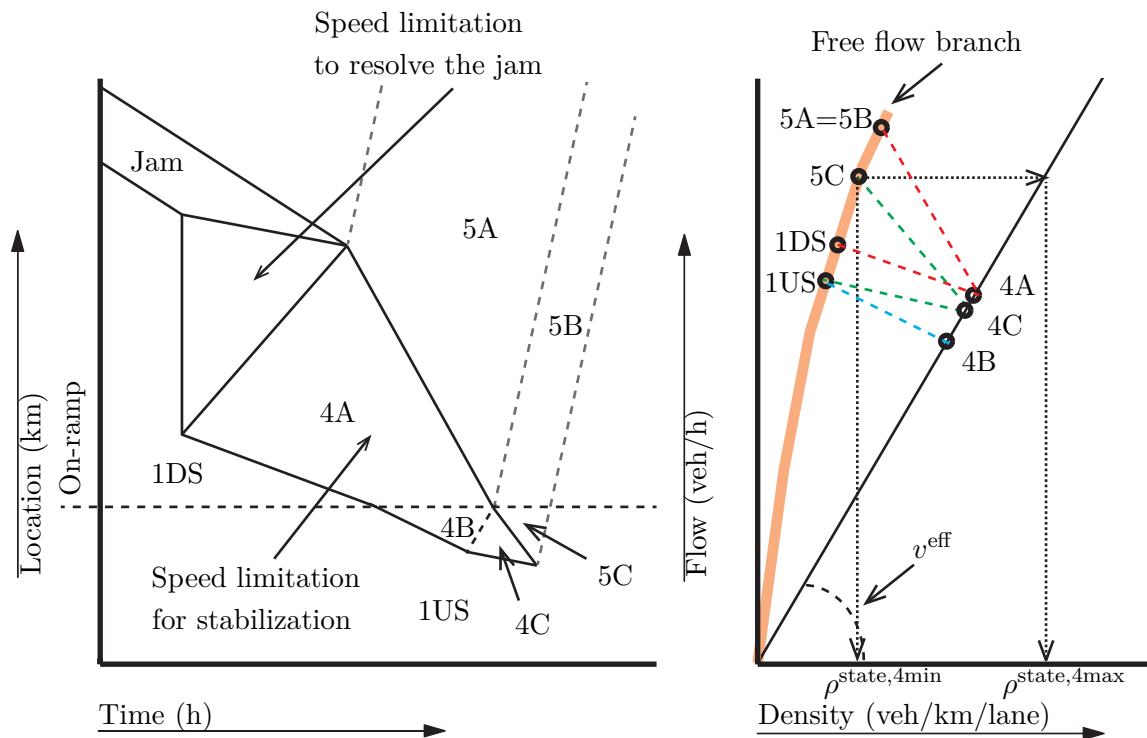 Speed limitation
to resolve the jam
Jam
5A
5B
4A
1DS
4B
5C
1US
4C
Speed limitation
for stabilization
Location (km)
On-ramp
Time (h)
Free flow branch
5A=5B
5C
1DS
1US
4A
4C
4B
v^eff
ρ^state,4min
ρ^state,4max
Flow (veh/h)
Density (veh/km/lane)